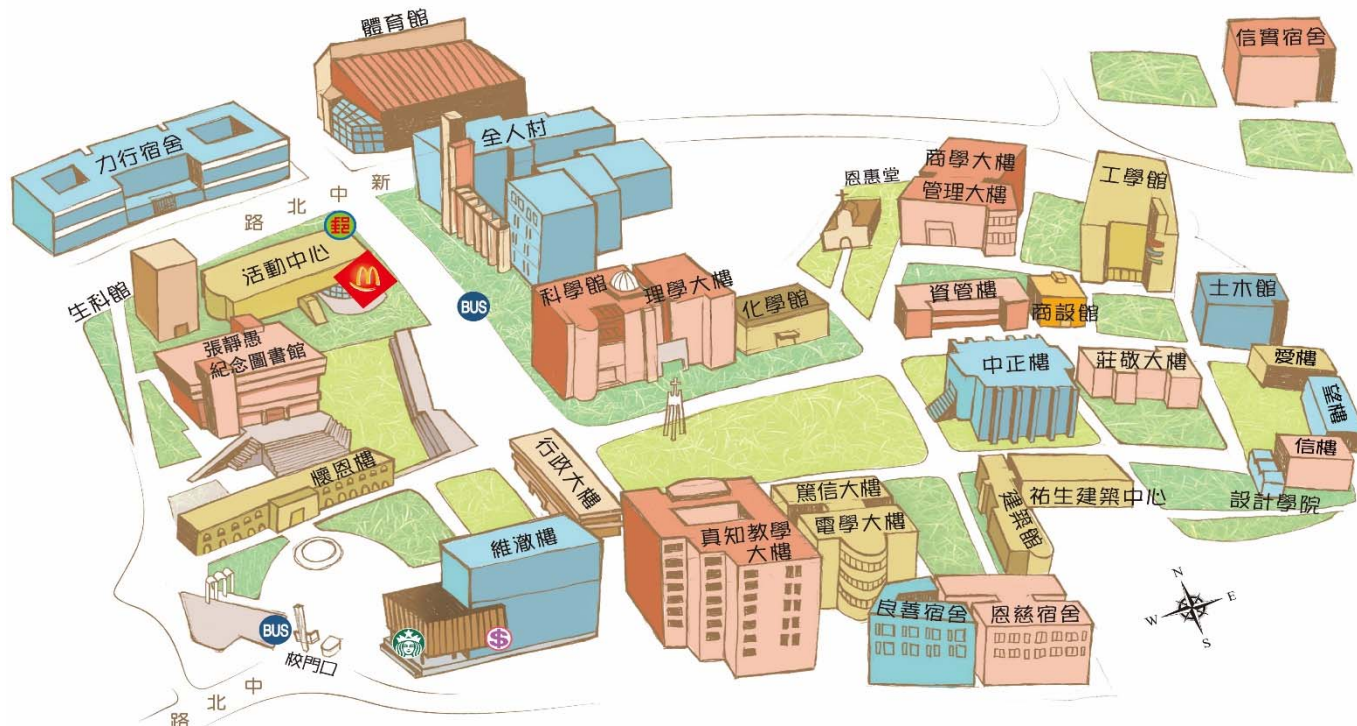 體育館
信實宿舍
力行宿舍
全人村
新中北路
郵
恩惠堂
商學大樓
管理大樓
工學館
生科館
活動中心
BUS
科學館
理學大樓
化學館
資管樓
商設館
土木館
張靜愚
紀念圖書館
中正樓
莊敬大樓
愛樓
望樓
信樓
懷恩樓
行政大樓
篤信大樓
電學大樓
真知教學
大樓
建築館
祐生建築中心
設計學院
維澈樓
良善宿舍
恩慈宿舍
BUS
$
校門口
中北路
N
W
E
S